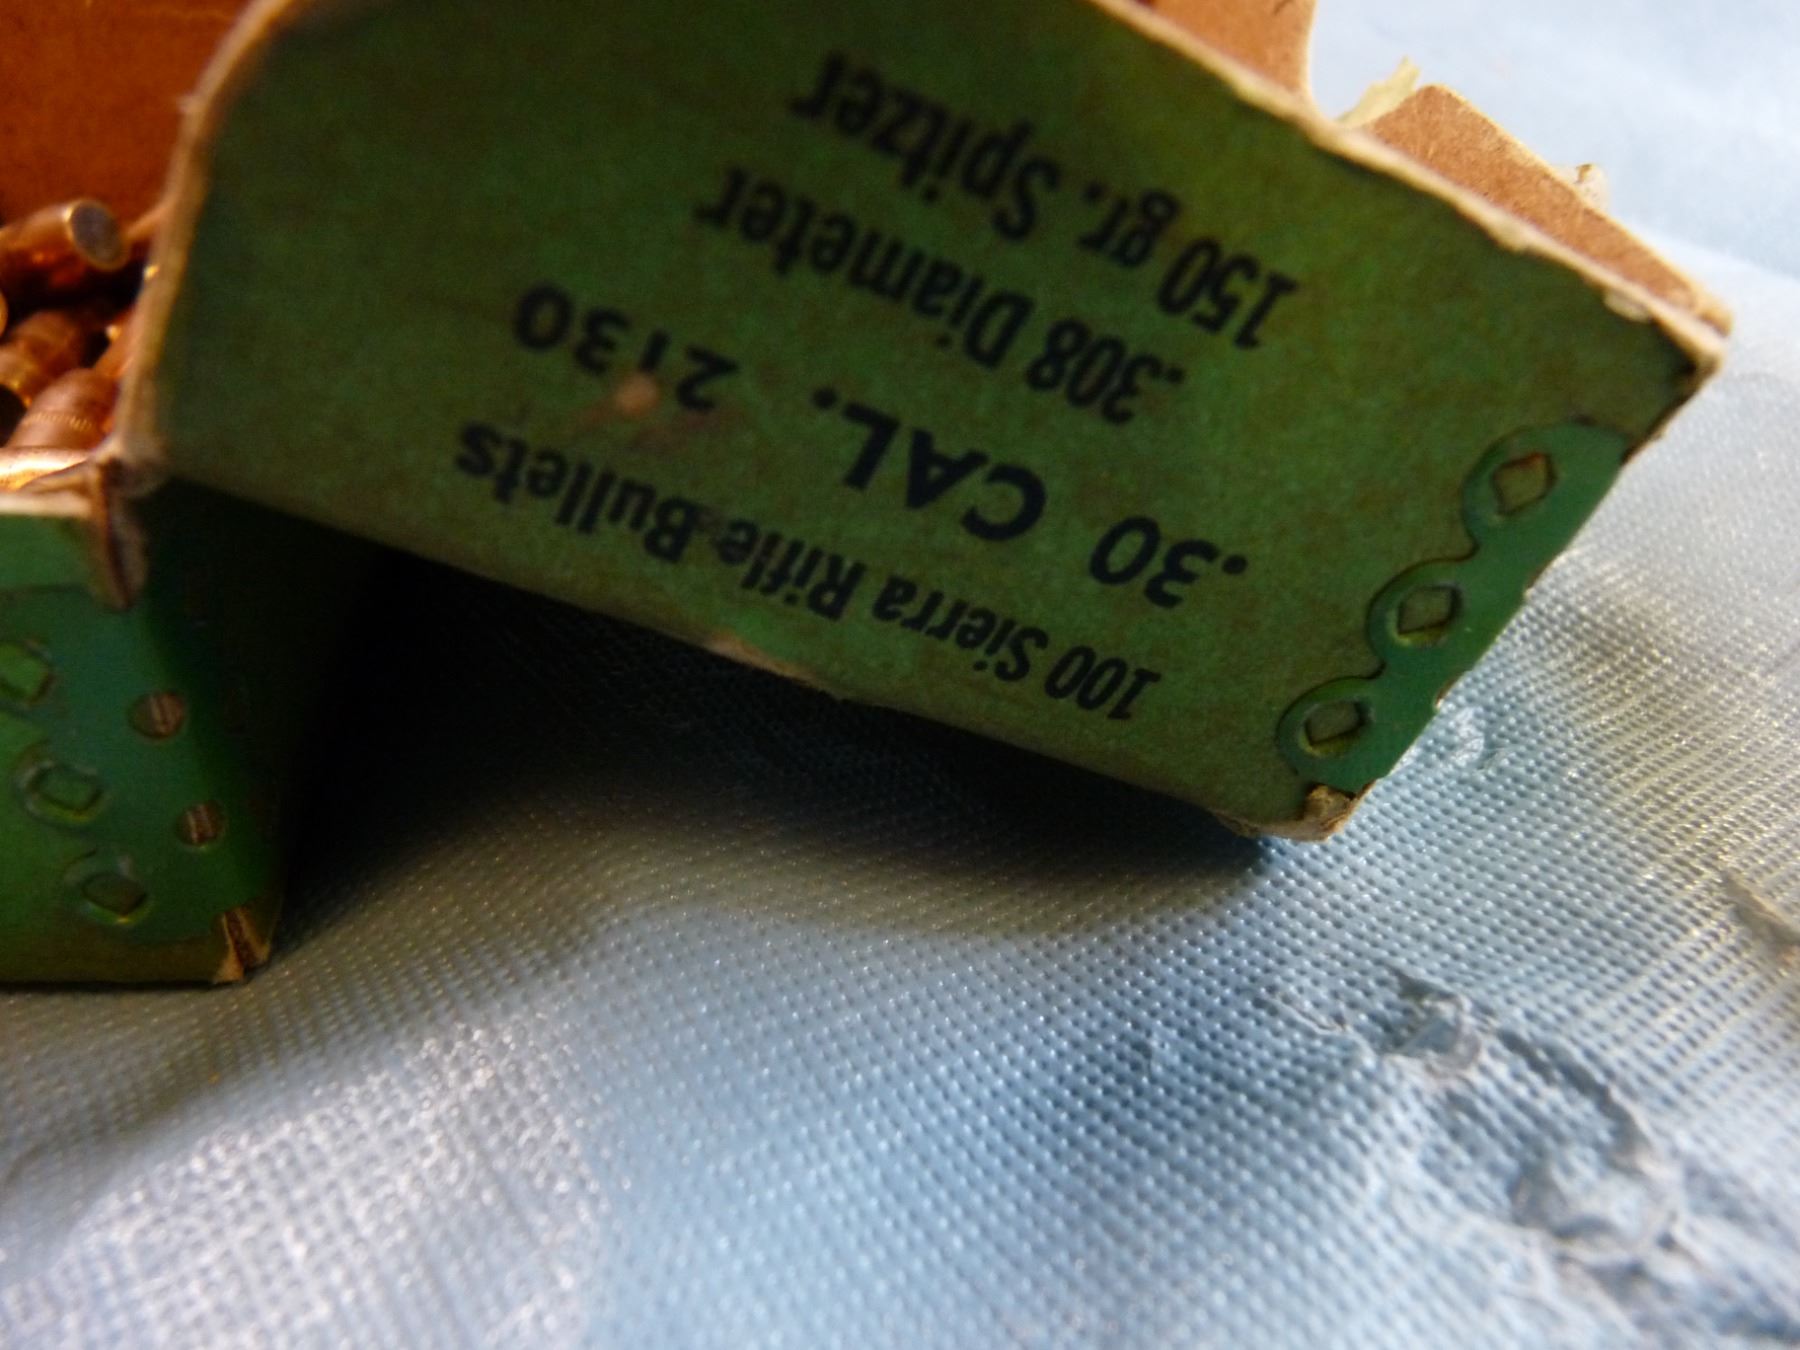 100 Sierra Rifle Bullets
.30 CAL. 2130
.308 Diameter
150 gr. Spitzer